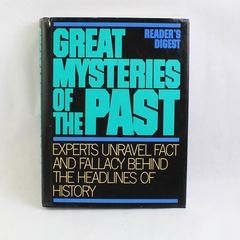 READER'S
DIGEST
GREAT
MYSTERIES
OF THE PAST
EXPERTS UNRAVEL FACT
AND FALLACY BEHIND
THE HEADLINES OF
HISTORY